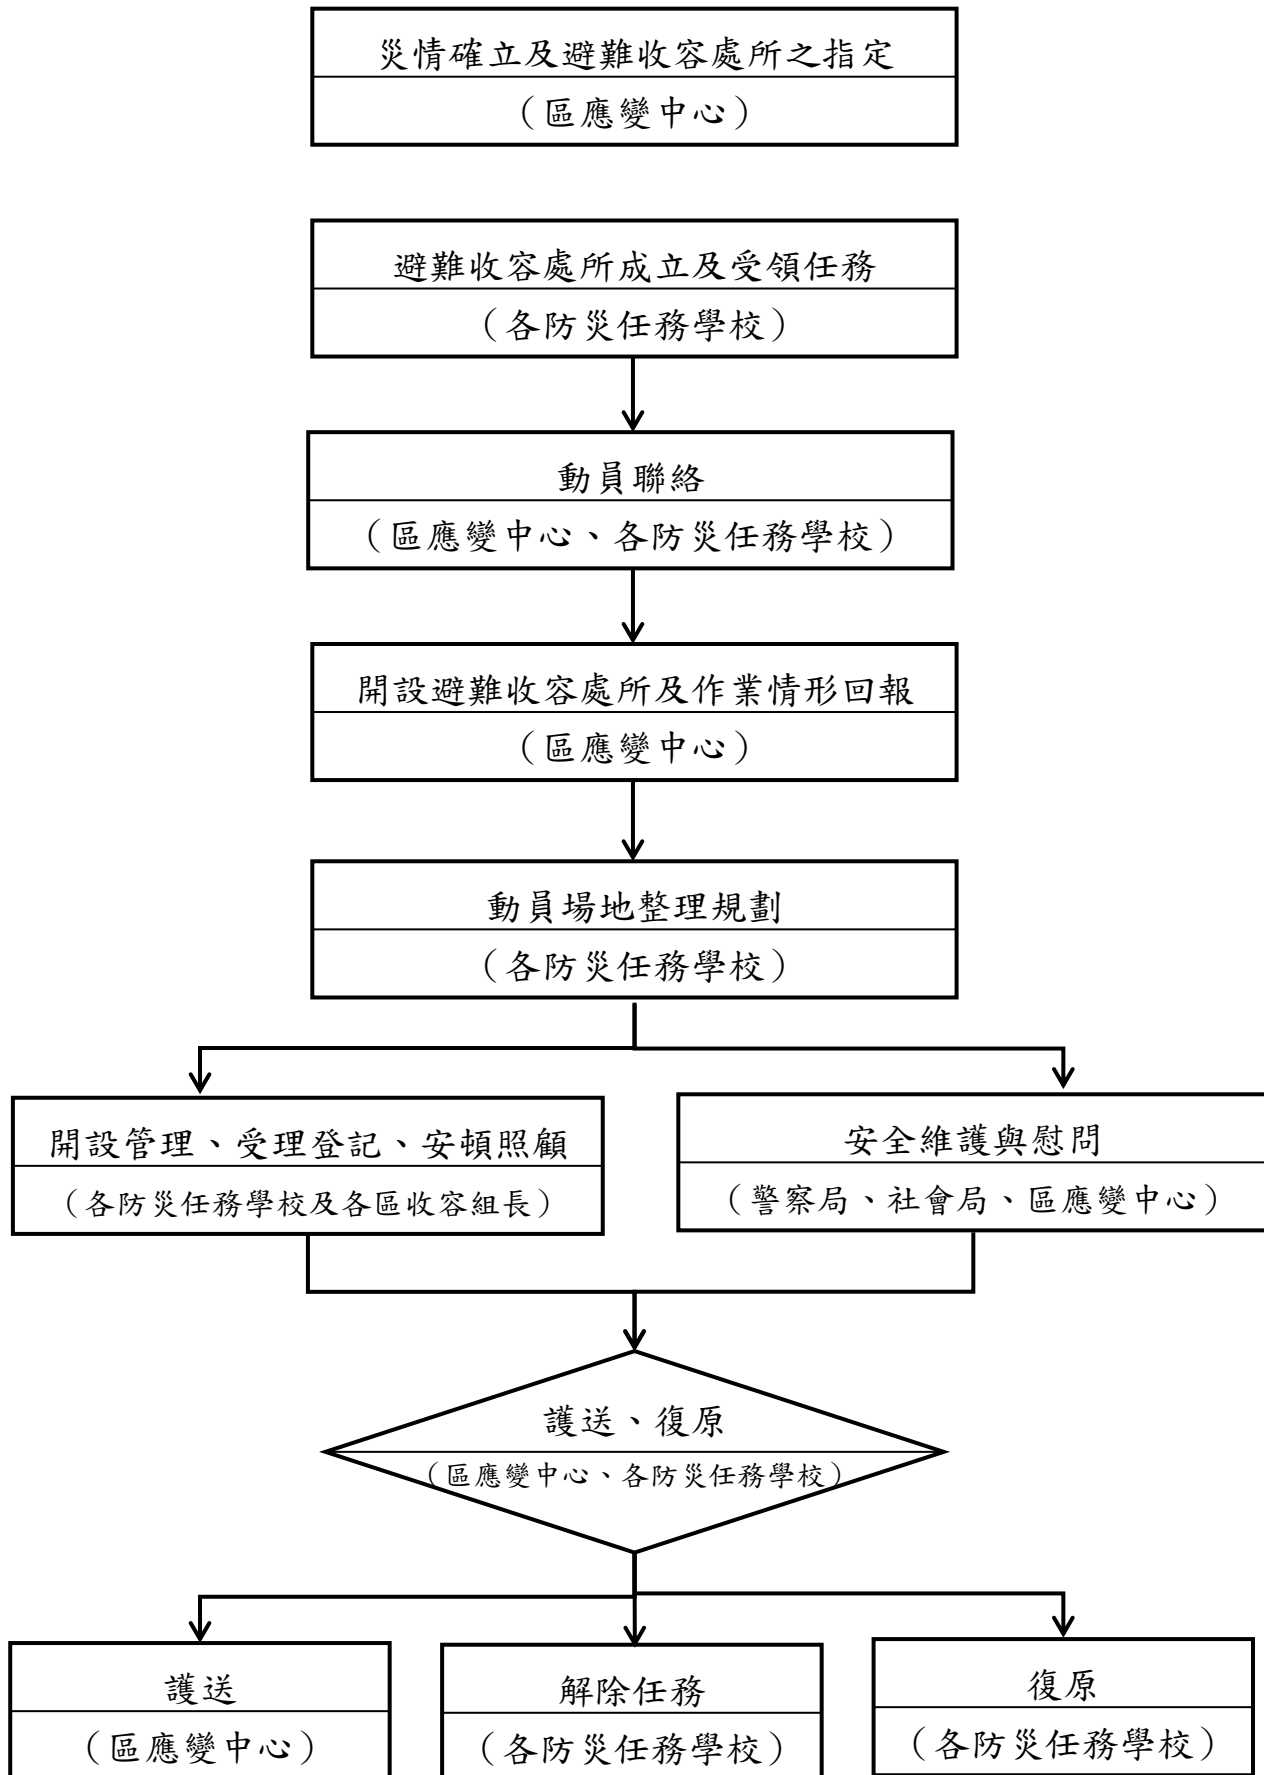 災情確立及避難收容處所之指定
（區應變中心）
避難收容處所成立及受領任務
（各防災任務學校）
動員聯絡
（區應變中心、各防災任務學校）
開設避難收容處所及作業情形回報
（區應變中心）
動員場地整理規劃
（各防災任務學校）
開設管理、受理登記、安頓照顧
（各防災任務學校及各區收容組長）
安全維護與慰問
（警察局、社會局、區應變中心）
護送、復原
（區應變中心、各防災任務學校）
護送
（區應變中心）
解除任務
（各防災任務學校）
復原
（各防災任務學校）